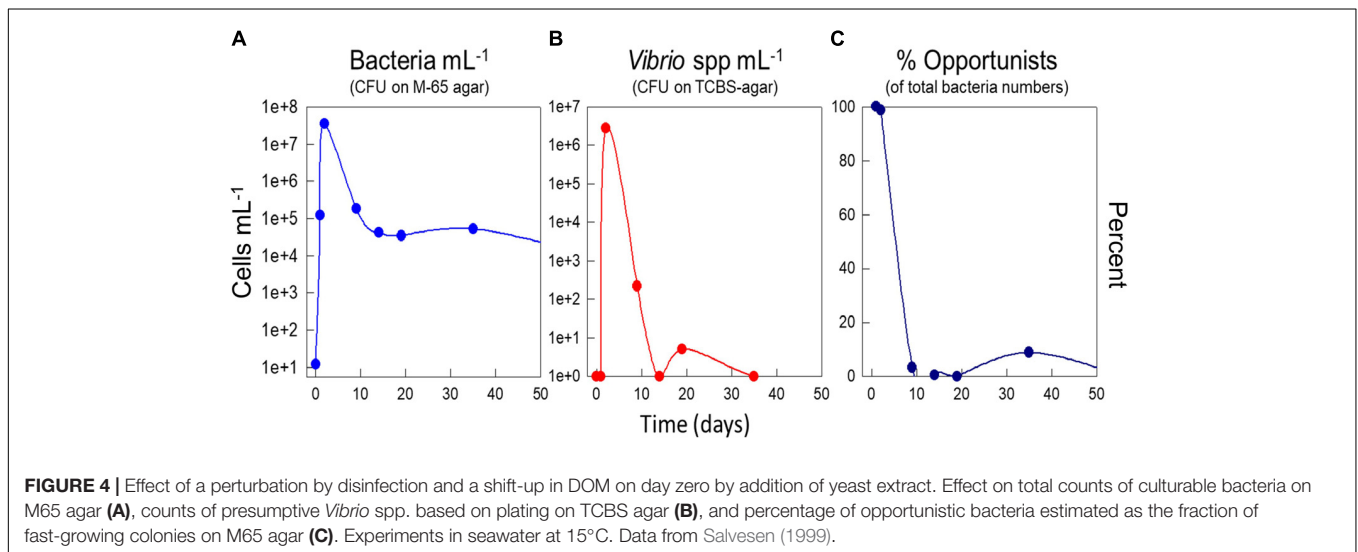 A
Bacteria mL-1
(CFU on M-65 agar)
Cells mL-1
1e+8
1e+7
1e+6
1e+5
1e+4
1e+3
1e+2
1e+1
0 10 20 30 40 50
B
Vibrio spp mL-1
(CFU on TCBS-agar)
1e+7
1e+6
1e+5
1e+4
1e+3
1e+2
1e+1
1e+0
0 10 20 30 40 50
Time (days)
C
% Opportunists
(of total bacteria numbers)
100
80
60
40
20
0
0 10 20 30 40 50
Percent
FIGURE 4 | Effect of a perturbation by disinfection and a shift-up in DOM on day zero by addition of yeast extract. Effect on total counts of culturable bacteria on
M65 agar (A), counts of presumptive Vibrio spp. based on plating on TCBS agar (B), and percentage of opportunistic bacteria estimated as the fraction of
fast-growing colonies on M65 agar (C). Experiments in seawater at 15°C. Data from Salvesen (1999).